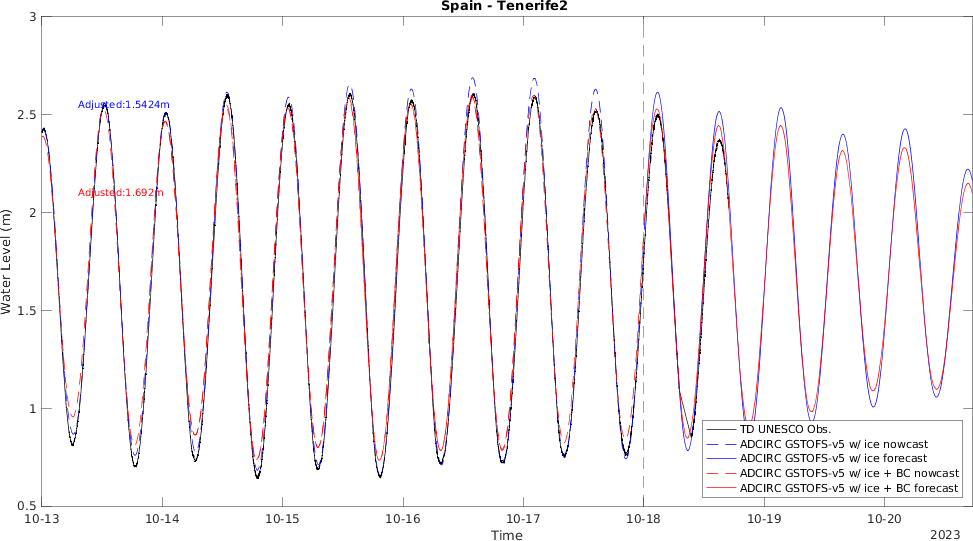 Spain - Tenerife2
3
2.5
2
1.5
1
0.5
Water Level (m)
Adjusted:1.5424m
Adjusted:1.692m
TD UNESCO Obs.
ADCIRC GSTOFS-v5 w/ ice nowcast
ADCIRC GSTOFS-v5 w/ ice forecast
ADCIRC GSTOFS-v5 w/ ice + BC nowcast
ADCIRC GSTOFS-v5 w/ ice + BC forecast
10-13 10-14 10-15 10-16 10-17 10-18 10-19 10-20
Time
2023